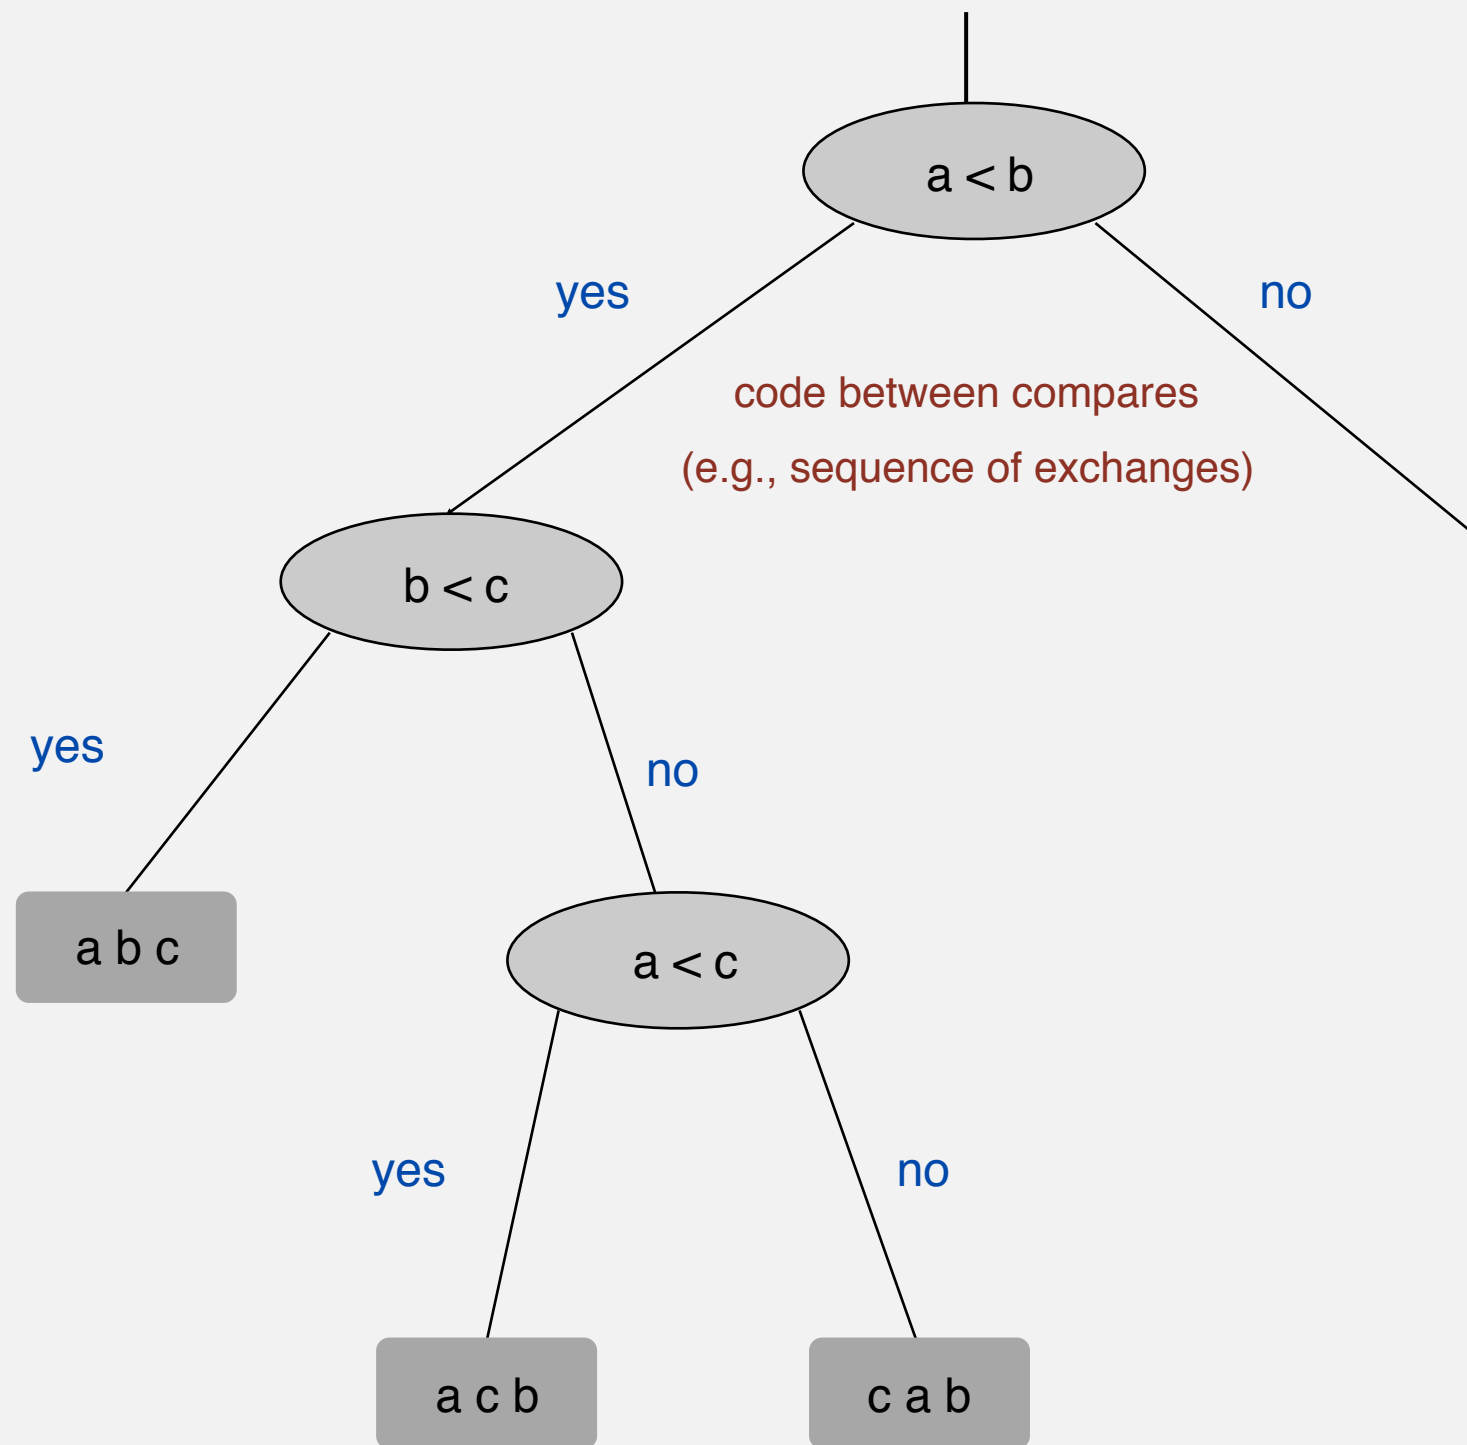 a < b
yes
no
code between compares
(e.g., sequence of exchanges)
b < c
yes
no
a b c
a < c
yes
no
a c b
c a b